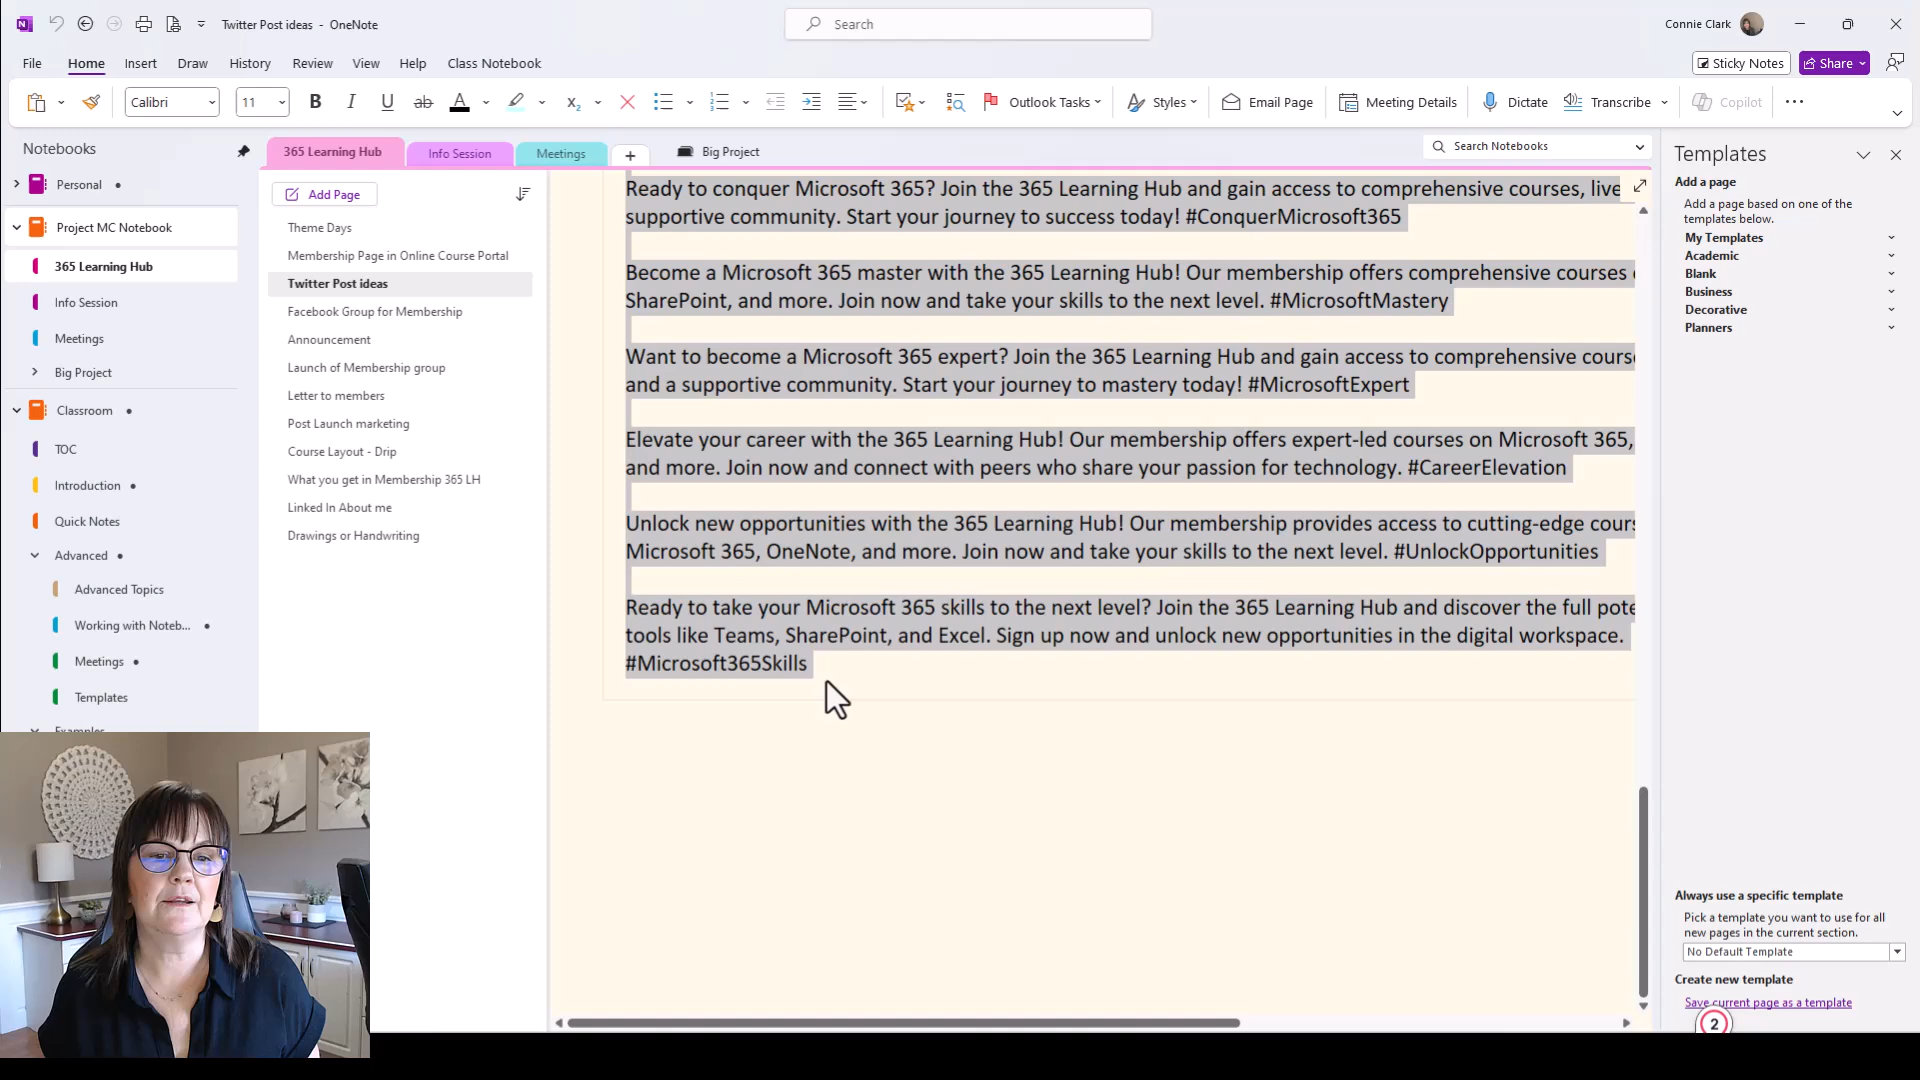 Twitter Post ideas - OneNote
Search
Connie Clark
File Home Insert Draw History Review View Help Class Notebook
Sticky Notes Share
Calibri 11 B I U ab A x₂ Outlook Tasks Styles Email Page Meeting Details Dictate Transcribe Copilot
Notebooks
Personal
Project MC Notebook
365 Learning Hub
Info Session
Meetings
Big Project
Classroom
TOC
Introduction
Quick Notes
Advanced
Advanced Topics
Working with Noteb...
Meetings
Templates
Examples
365 Learning Hub Info Session Meetings + Big Project
Search Notebooks
Add Page
Theme Days
Membership Page in Online Course Portal
Twitter Post ideas
Facebook Group for Membership
Announcement
Launch of Membership group
Letter to members
Post Launch marketing
Course Layout - Drip
What you get in Membership 365 LH
Linked In About me
Drawings or Handwriting
Ready to conquer Microsoft 365? Join the 365 Learning Hub and gain access to comprehensive courses, live
supportive community. Start your journey to success today! #ConquerMicrosoft365
Become a Microsoft 365 master with the 365 Learning Hub! Our membership offers comprehensive courses
SharePoint, and more. Join now and take your skills to the next level. #MicrosoftMastery
Want to become a Microsoft 365 expert? Join the 365 Learning Hub and gain access to comprehensive cours
and a supportive community. Start your journey to mastery today! #MicrosoftExpert
Elevate your career with the 365 Learning Hub! Our membership offers expert-led courses on Microsoft 365,
and more. Join now and connect with peers who share your passion for technology. #CareerElevation
Unlock new opportunities with the 365 Learning Hub! Our membership provides access to cutting-edge cour
Microsoft 365, OneNote, and more. Join now and take your skills to the next level. #UnlockOpportunities
Ready to take your Microsoft 365 skills to the next level? Join the 365 Learning Hub and discover the full pote
tools like Teams, SharePoint, and Excel. Sign up now and unlock new opportunities in the digital workspace.
#Microsoft365Skills
Templates
Add a page
Add a page based on one of the
templates below.
My Templates
Academic
Blank
Business
Decorative
Planners
Always use a specific template
Pick a template you want to use for all
new pages in the current section.
No Default Template
Create new template
Save current page as a template
2